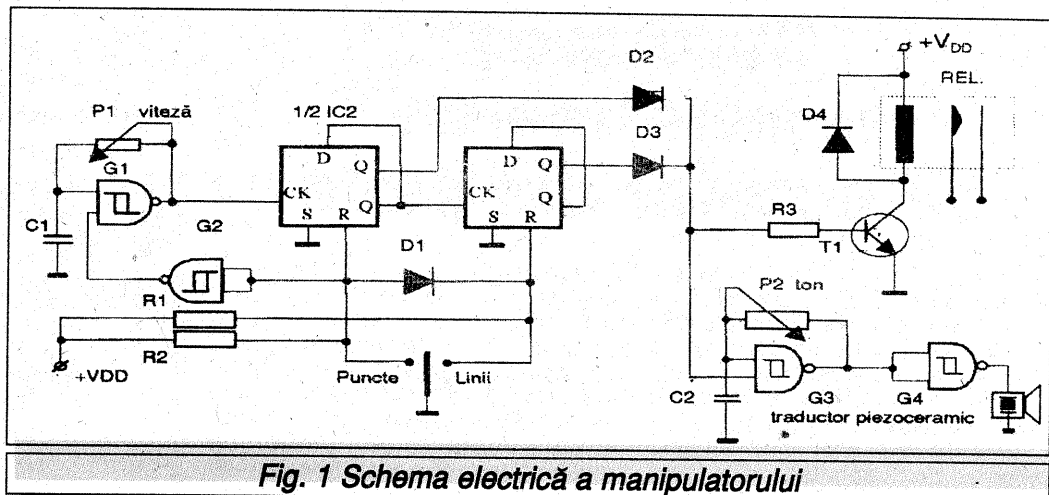 +V_DD
D2
REL.
P1 viteză
1/2 IC2
D4
D3
G1
D
Q
CK
Q
S R
D
Q
CK
Q
S R
C1
G2
D1
R3
T1
R1
P2 ton
R2
+VDD
Puncte
Linii
C2
G3
G4
traductor piezoceramic
Fig. 1 Schema electrică a manipulatorului